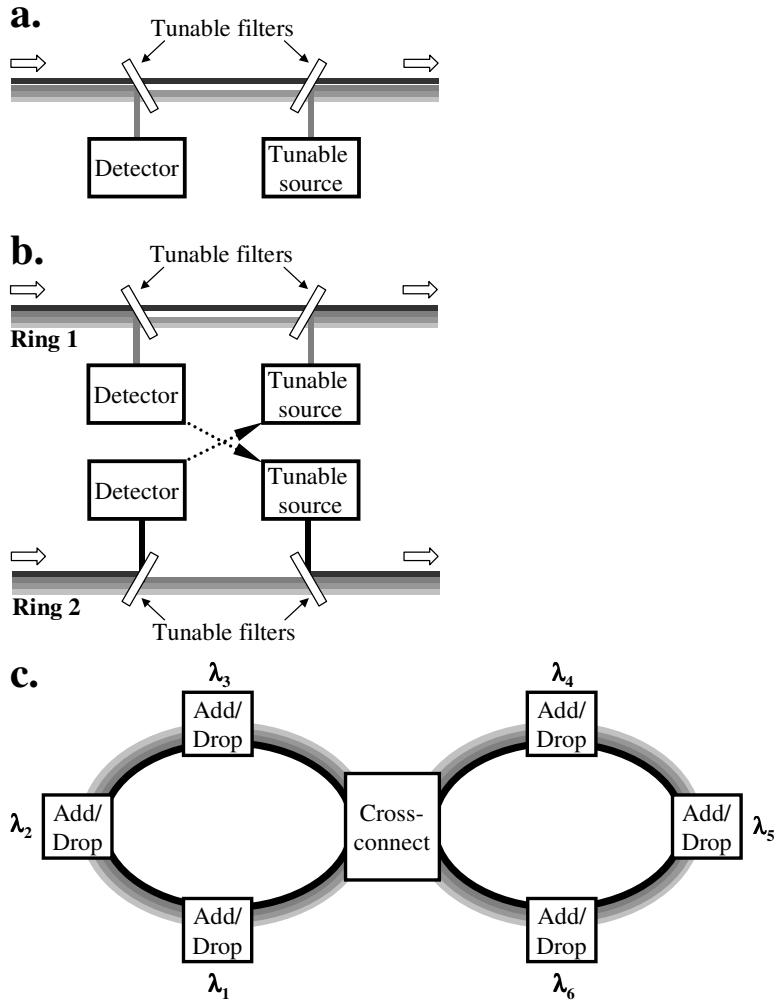 a.
Tunable filters
Detector
Tunable
source
b.
Tunable filters
Ring 1
Detector
Tunable
source
Detector
Tunable
source
Ring 2
Tunable filters
c.
λ3
λ4
Add/
Drop
Add/
Drop
λ2
Add/
Drop
Cross-
connect
Add/
Drop
λ5
Add/
Drop
Add/
Drop
λ1
λ6